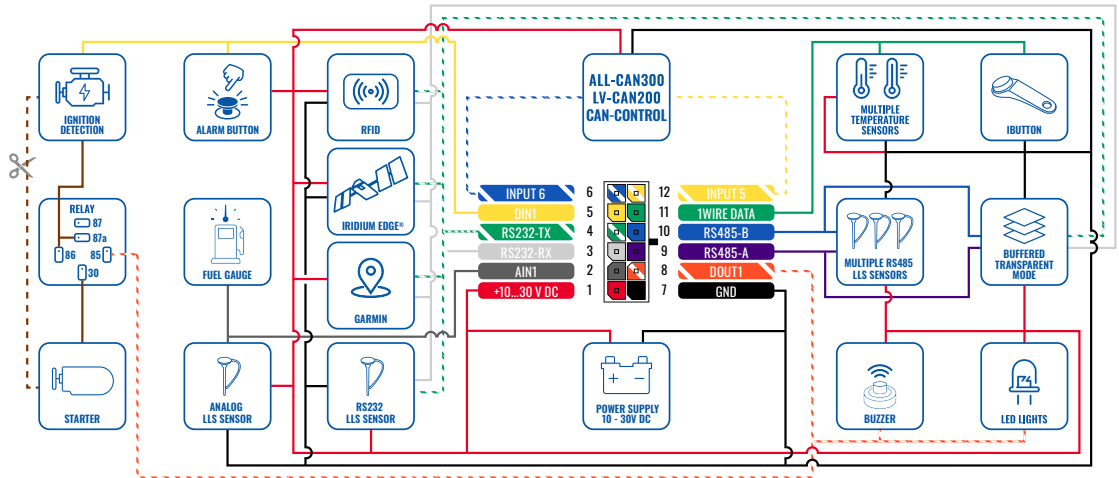 ALL-CAN300
LV-CAN200
CAN-CONTROL
IGNITION
DETECTION
ALARM BUTTON
RFID
MULTIPLE
TEMPERATURE
SENSORS
IBUTTON
IRIDIUM EDGE®
RELAY
87
87a
86
85
30
FUEL GAUGE
GARMIN
INPUT 6
6
12
INPUT 5
DIN1
5
11
1WIRE DATA
RS232-TX
4
10
RS485-B
RS232-RX
3
9
RS485-A
AIN1
2
8
DOUT1
+10...30 V DC
1
7
GND
MULTIPLE RS485
LLS SENSORS
BUFFERED
TRANSPARENT
MODE
STARTER
ANALOG
LLS SENSOR
RS232
LLS SENSOR
POWER SUPPLY
10 - 30V DC
BUZZER
LED LIGHTS